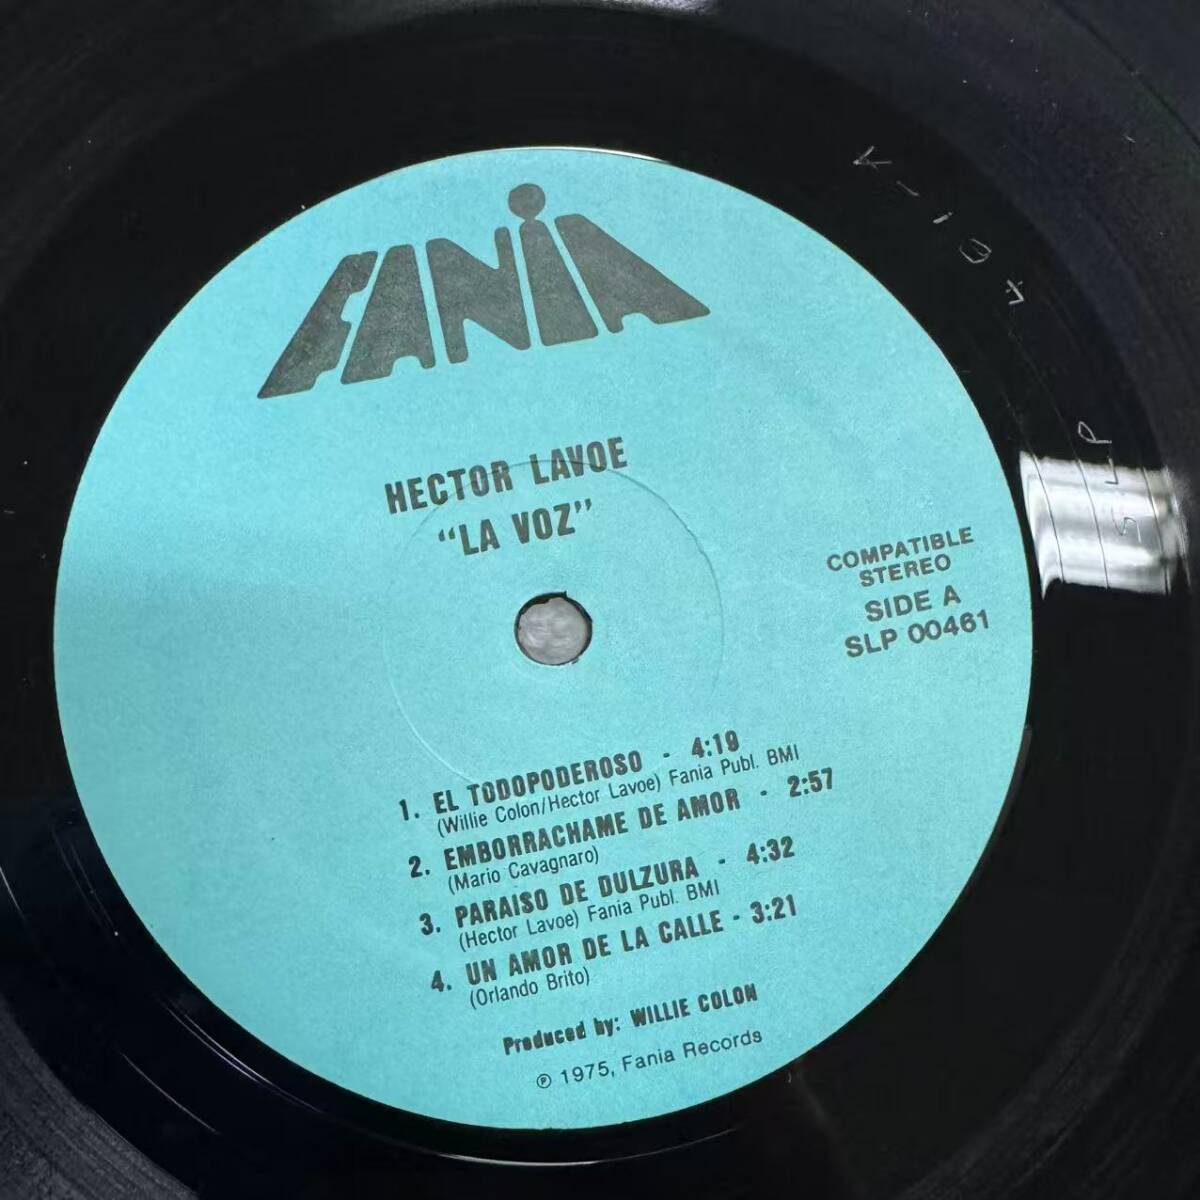 FANiA
HECTOR LAVOE
"LA VOZ"
COMPATIBLE
STEREO
SIDE A
SLP 00461
1. EL TODOPODEROSO - 4:19
(Willie Colon/Hector Lavoe) Fania Publ. BMI
2. EMBORRACHAME DE AMOR - 2:57
(Mario Cavagnaro)
3. PARAISO DE DULZURA - 4:32
(Hector Lavoe) Fania Publ. BMI
4. UN AMOR DE LA CALLE - 3:21
(Orlando Brito)
Produced by: WILLIE COLON
℗ 1975, Fania Records
SLP